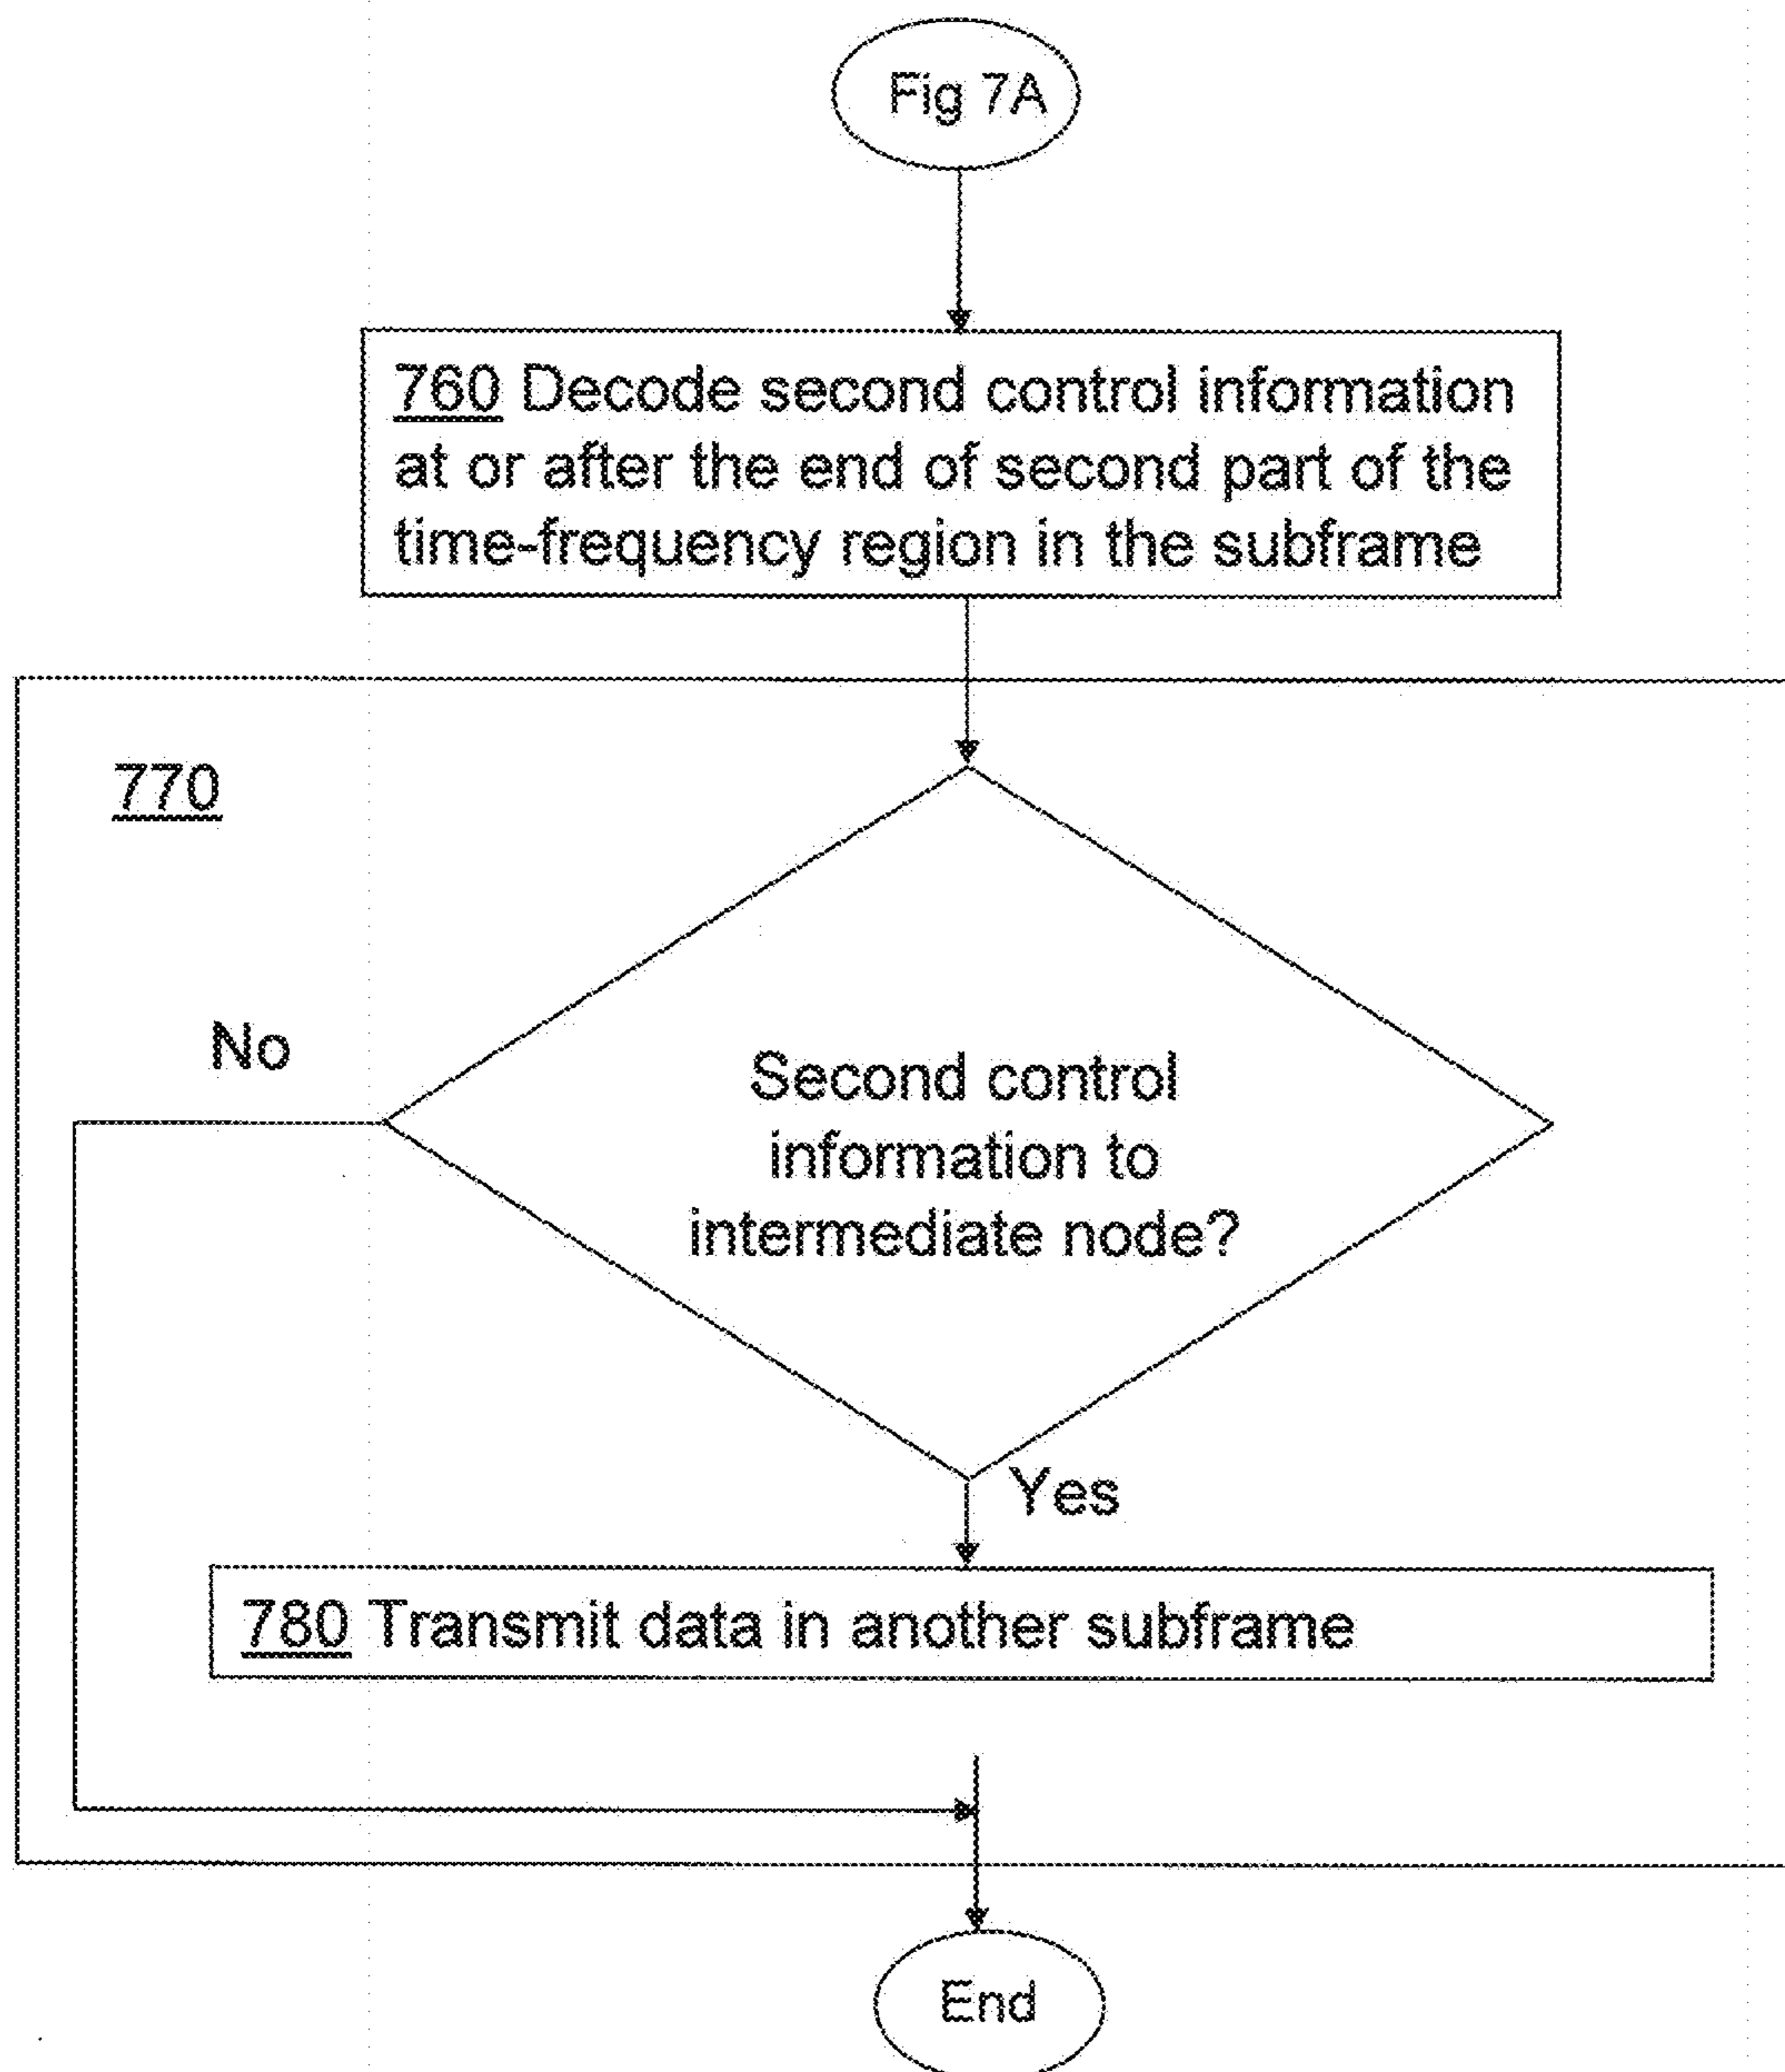 Fig 7A
760 Decode second control information
at or after the end of second part of the
time-frequency region in the subframe
770
No
Second control
information to
intermediate node?
Yes
780 Transmit data in another subframe
End